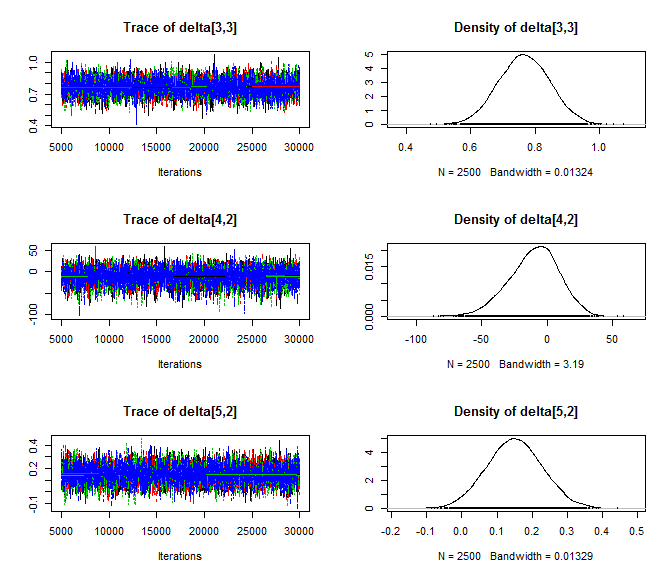 Trace of delta[3,3]
1.0
0.7
0.4
5000 10000 15000 20000 25000 30000
Iterations
Density of delta[3,3]
5
4
3
2
1
0
0.4 0.6 0.8 1.0
N = 2500 Bandwidth = 0.01324
Trace of delta[4,2]
50
0
-100
5000 10000 15000 20000 25000 30000
Iterations
Density of delta[4,2]
0.015
0.000
-100 -50 0 50
N = 2500 Bandwidth = 3.19
Trace of delta[5,2]
0.4
0.2
-0.1
5000 10000 15000 20000 25000 30000
Iterations
Density of delta[5,2]
4
2
0
-0.2 -0.1 0.0 0.1 0.2 0.3 0.4 0.5
N = 2500 Bandwidth = 0.01329